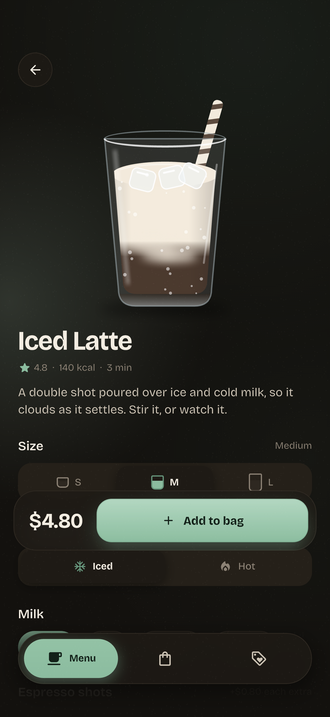 Iced Latte
4.8 · 140 kcal · 3 min
A double shot poured over ice and cold milk, so it
clouds as it settles. Stir it, or watch it.
Size
Medium
S
M
L
$4.80
+ Add to bag
Iced
Hot
Milk
Menu
Espresso shots